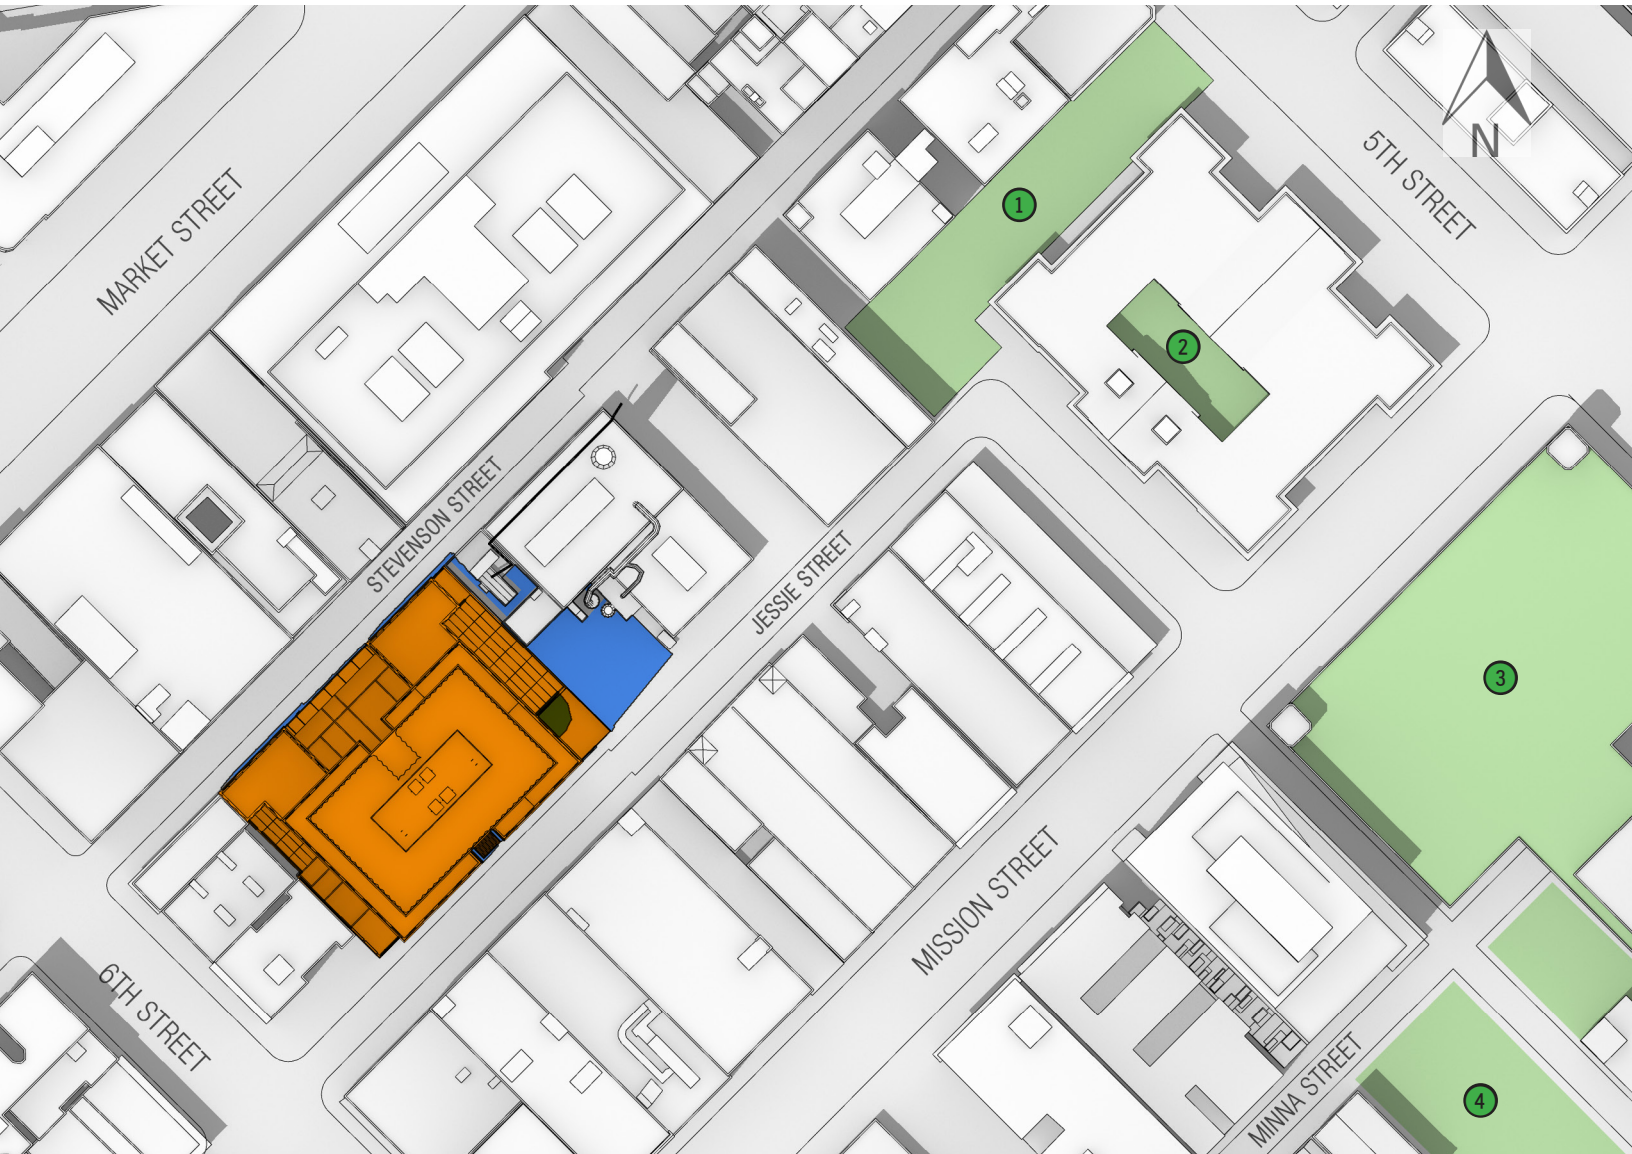 N
5TH STREET
MARKET STREET
1
2
STEVENSON STREET
JESSIE STREET
3
MISSION STREET
6TH STREET
MINNA STREET
4